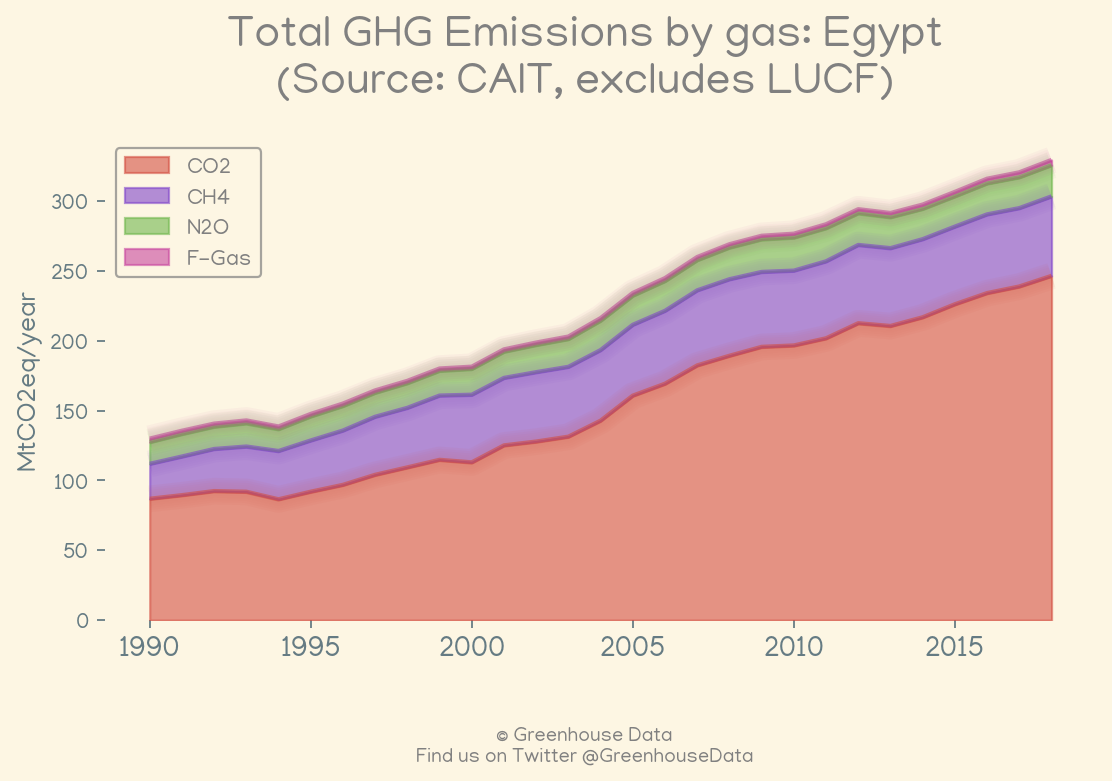 Total GHG Emissions by gas: Egypt
(Source: CAIT, excludes LUCF)
CO2
CH4
N2O
F-Gas
MtCO2eq/year
300
250
200
150
100
50
0
1990 1995 2000 2005 2010 2015
© Greenhouse Data
Find us on Twitter @GreenhouseData